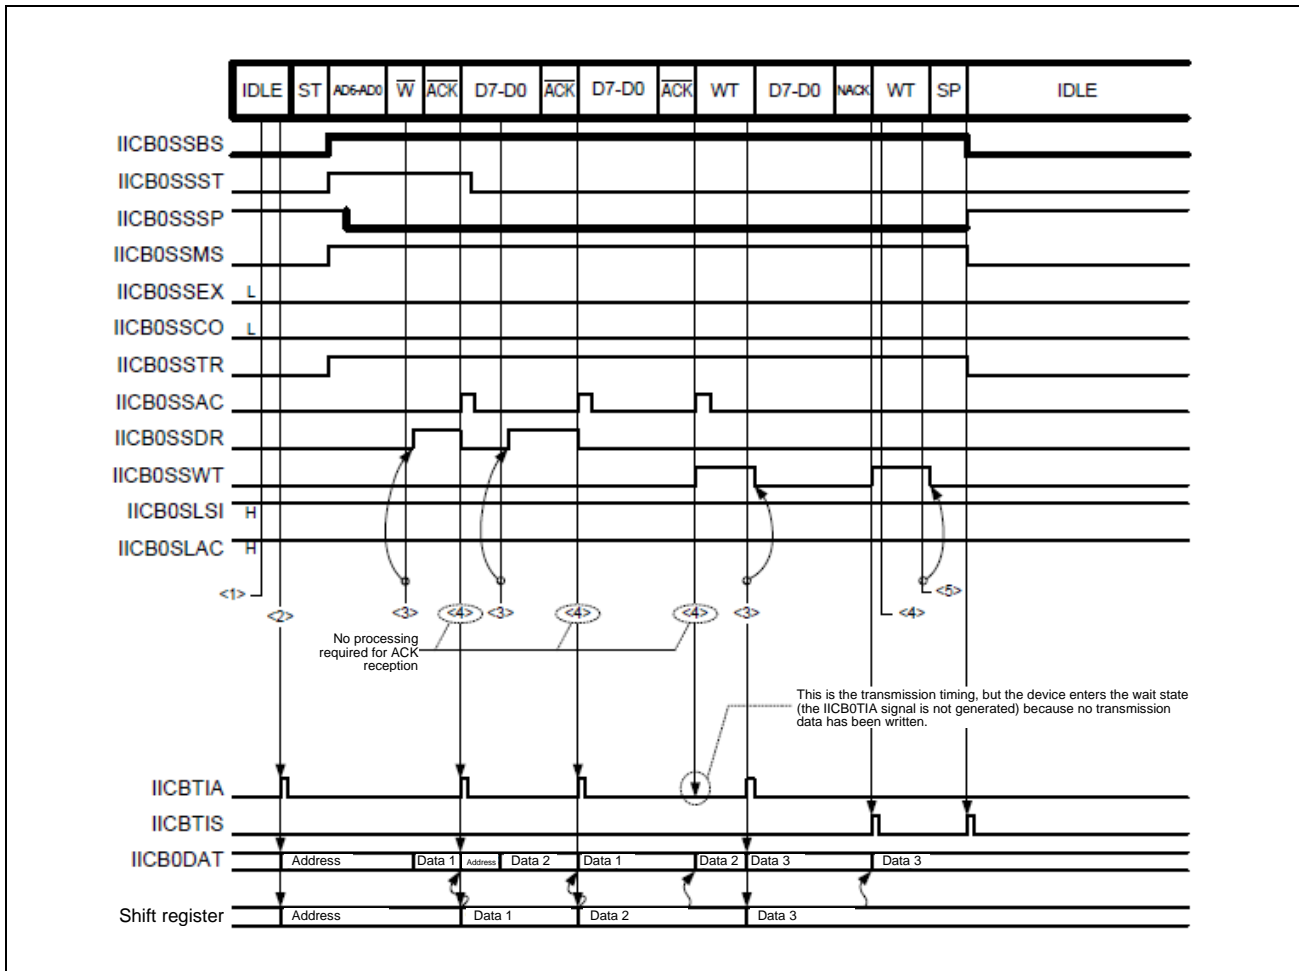 IDLE ST AD6-AD0 W ACK D7-D0 ACK D7-D0 ACK WT D7-D0 NACK WT SP IDLE
IICB0SSBS
IICB0SSST
IICB0SSSP
IICB0SSMS
IICB0SSEX L
IICB0SSCO L
IICB0SSTR
IICB0SSAC
IICB0SSDR
IICB0SSWT
IICB0SLSI H
IICB0SLAC H
<1> <5>
<2> <3> <4> <3> <4> <4> <3> <4>
No processing
required for ACK
reception
This is the transmission timing, but the device enters the wait state
(the IICB0TIA signal is not generated) because no transmission
data has been written.
IICBTIA
IICBTIS
IICB0DAT Address Data 1 Address Data 2 Data 1 Data 2 Data 3 Data 3
Shift register Address Data 1 Data 2 Data 3